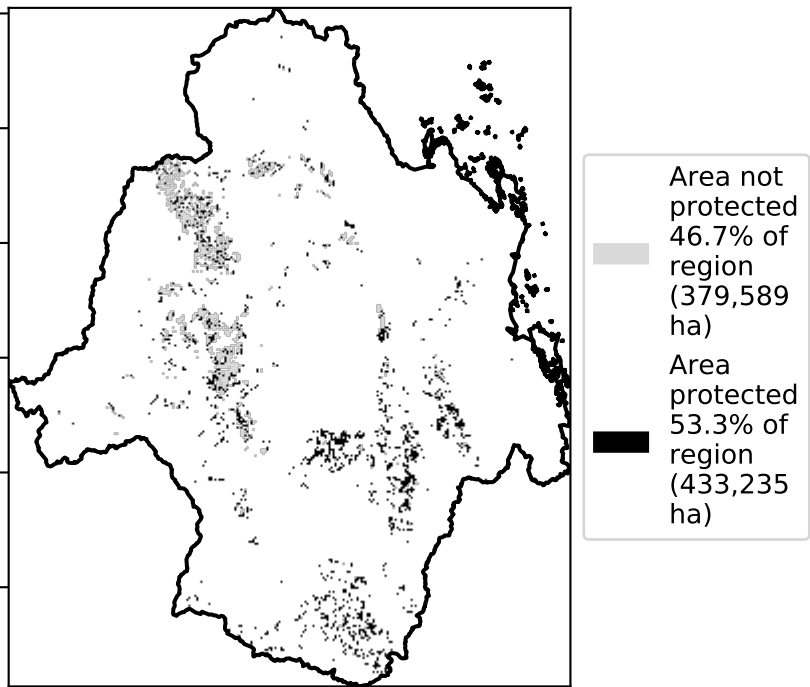 Area not
protected
46.7% of
region
(379,589
ha)
Area
protected
53.3% of
region
(433,235
ha)